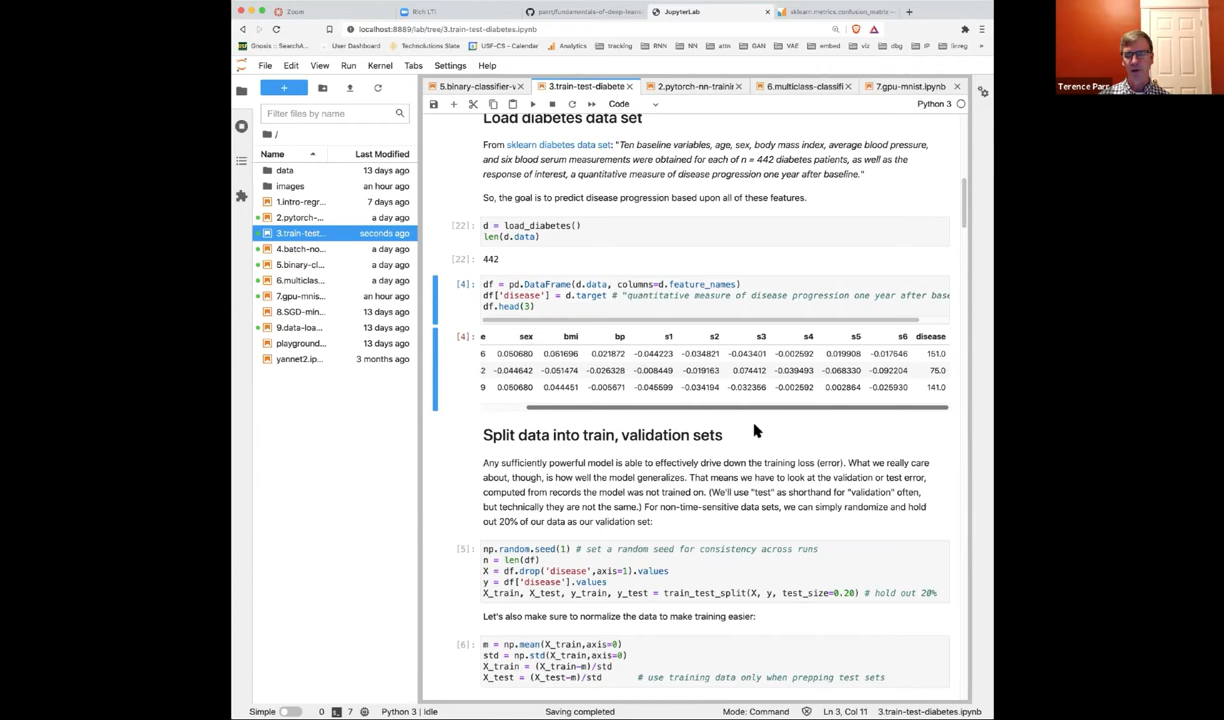 Zoom
Rich LTI
parrt/fundamentals-of-deep-learn
JupyterLab
sklearn.metrics.confusion_matrix
localhost:8889/lab/tree/3.train-test-diabetes.ipynb
Gnosis :: SearchA... User Dashboard Technolutions Slate USF-CS - Calendar Analytics tracking RNN NN attn GAN VAE embed viz dbg IP linreg
File Edit View Run Kernel Tabs Settings Help
Terence Parr
5.binary-classifier-v
3.train-test-diabete
2.pytorch-nn-traini
6.multiclass-classifi
7.gpu-mnist.ipynb
Code
Python 3
Filter files by name
/
Name Last Modified
data 13 days ago
images an hour ago
1.intro-regr... 7 days ago
2.pytorch-... a day ago
3.train-test... seconds ago
4.batch-no... a day ago
5.binary-cl... a day ago
6.multiclas... a day ago
7.gpu-mnis... an hour ago
8.SGD-min... 13 days ago
9.data-loa... 13 days ago
playground... 13 days ago
yannet2.ip... 3 months ago
Load diabetes data set
From sklearn diabetes data set: "Ten baseline variables, age, sex, body mass index, average blood pressure,
and six blood serum measurements were obtained for each of n = 442 diabetes patients, as well as the
response of interest, a quantitative measure of disease progression one year after baseline."
So, the goal is to predict disease progression based upon all of these features.
[22]: d = load_diabetes()
len(d.data)
[22]: 442
[4]: df = pd.DataFrame(d.data, columns=d.feature_names)
df['disease'] = d.target # "quantitative measure of disease progression one year after base
df.head(3)
[4]: e sex bmi bp s1 s2 s3 s4 s5 s6 disease
6 0.050680 0.061696 0.021872 -0.044223 -0.034821 -0.043401 -0.002592 0.019908 -0.017646 151.0
2 -0.044642 -0.051474 -0.026328 -0.008449 -0.019163 0.074412 -0.039493 -0.068330 -0.092204 75.0
9 0.050680 0.044451 -0.005671 -0.045599 -0.034194 -0.032356 -0.002592 0.002864 -0.025930 141.0
Split data into train, validation sets
Any sufficiently powerful model is able to effectively drive down the training loss (error). What we really care
about, though, is how well the model generalizes. That means we have to look at the validation or test error,
computed from records the model was not trained on. (We'll use "test" as shorthand for "validation" often,
but technically they are not the same.) For non-time-sensitive data sets, we can simply randomize and hold
out 20% of our data as our validation set:
[5]: np.random.seed(1) # set a random seed for consistency across runs
n = len(df)
X = df.drop('disease',axis=1).values
y = df['disease'].values
X_train, X_test, y_train, y_test = train_test_split(X, y, test_size=0.20) # hold out 20%
Let's also make sure to normalize the data to make training easier:
[6]: m = np.mean(X_train,axis=0)
std = np.std(X_train,axis=0)
X_train = (X_train-m)/std
X_test = (X_test-m)/std # use training data only when prepping test sets
Simple 0 7 Python 3 | Idle Saving completed Mode: Command Ln 3, Col 11 3.train-test-diabetes.ipynb